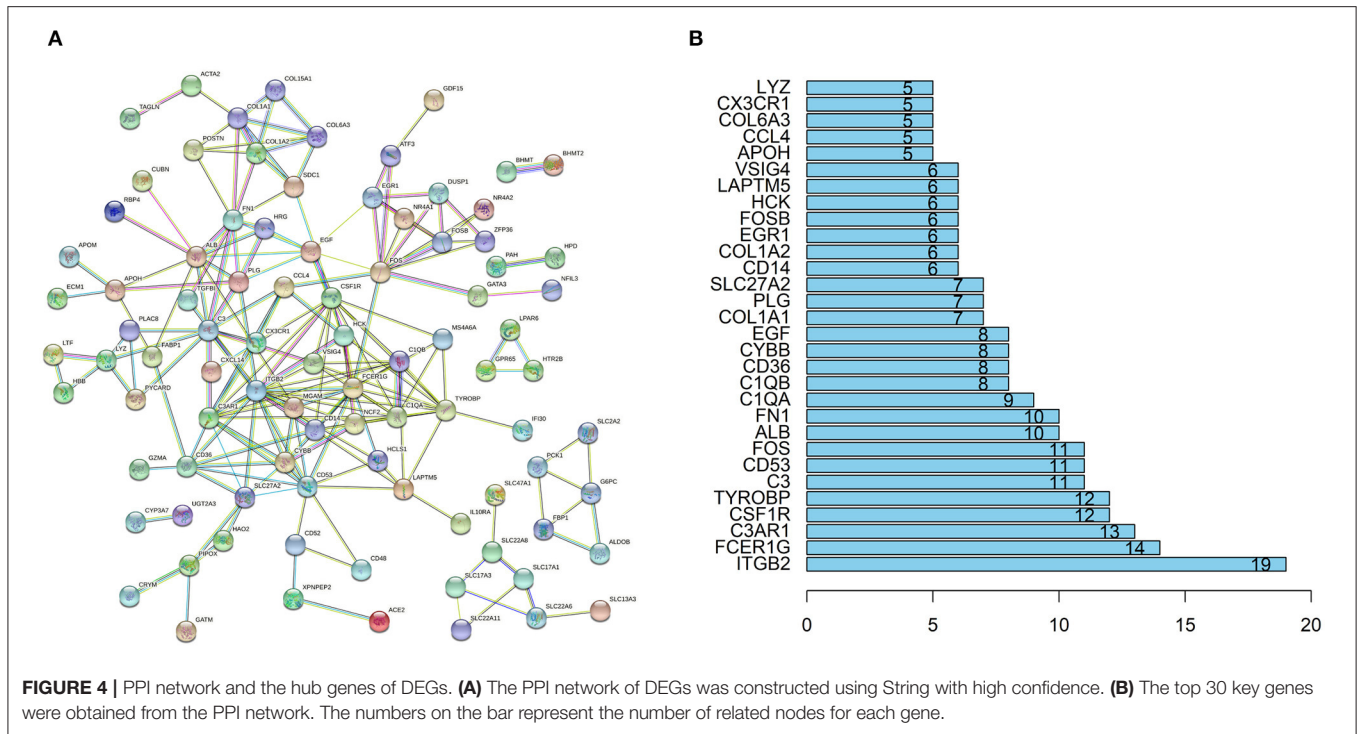 A
ACTA2
COL15A1
TAGLN
COL1A1
GDF15
COL6A3
POSTN
COL1A2
ATF3
BHMT
BHMT2
CUBN
SDC1
EGR1
DUSP1
RBP4
FN1
NR4A1
NR4A2
HRG
EGF
FOSB
ZFP36
APOM
ALB
FOS
PAH
HPD
APOH
PLG
CCL4
ECM1
TGFBI
CSF1R
GATA3
NFIL3
PLAC8
C3
CX3CR1
HCK
MS4A6A
LPAR6
LTF
LYZ
FABP1
VSIG4
C1QB
GPR65
HTR2B
HBB
PYCARD
CXCL14
ITGB2
FCER1G
MGAM
TYROBP
C3AR1
CD14
NCF2
C1QA
IFI30
SLC2A2
GZMA
CD36
CYBB
HCLS1
PCK1
G6PC
SLC27A2
CD53
LAPTM5
SLC47A1
CYP3A7
UGT2A3
IL10RA
FBP1
HAO2
CD52
SLC22A8
ALDOB
PIPOX
CD48
CRYM
SLC17A3
SLC17A1
XPNPEP2
ACE2
SLC22A6
SLC13A3
GATM
SLC22A11
B
LYZ 5
CX3CR1 5
COL6A3 5
CCL4 5
APOH 5
VSIG4 6
LAPTM5 6
HCK 6
FOSB 6
EGR1 6
COL1A2 6
CD14 6
SLC27A2 7
PLG 7
COL1A1 7
EGF 8
CYBB 8
CD36 8
C1QB 8
C1QA 9
FN1 10
ALB 10
FOS 11
CD53 11
C3 11
TYROBP 12
CSF1R 12
C3AR1 13
FCER1G 14
ITGB2 19
0 5 10 15 20
FIGURE 4 | PPI network and the hub genes of DEGs. (A) The PPI network of DEGs was constructed using String with high confidence. (B) The top 30 key genes
were obtained from the PPI network. The numbers on the bar represent the number of related nodes for each gene.